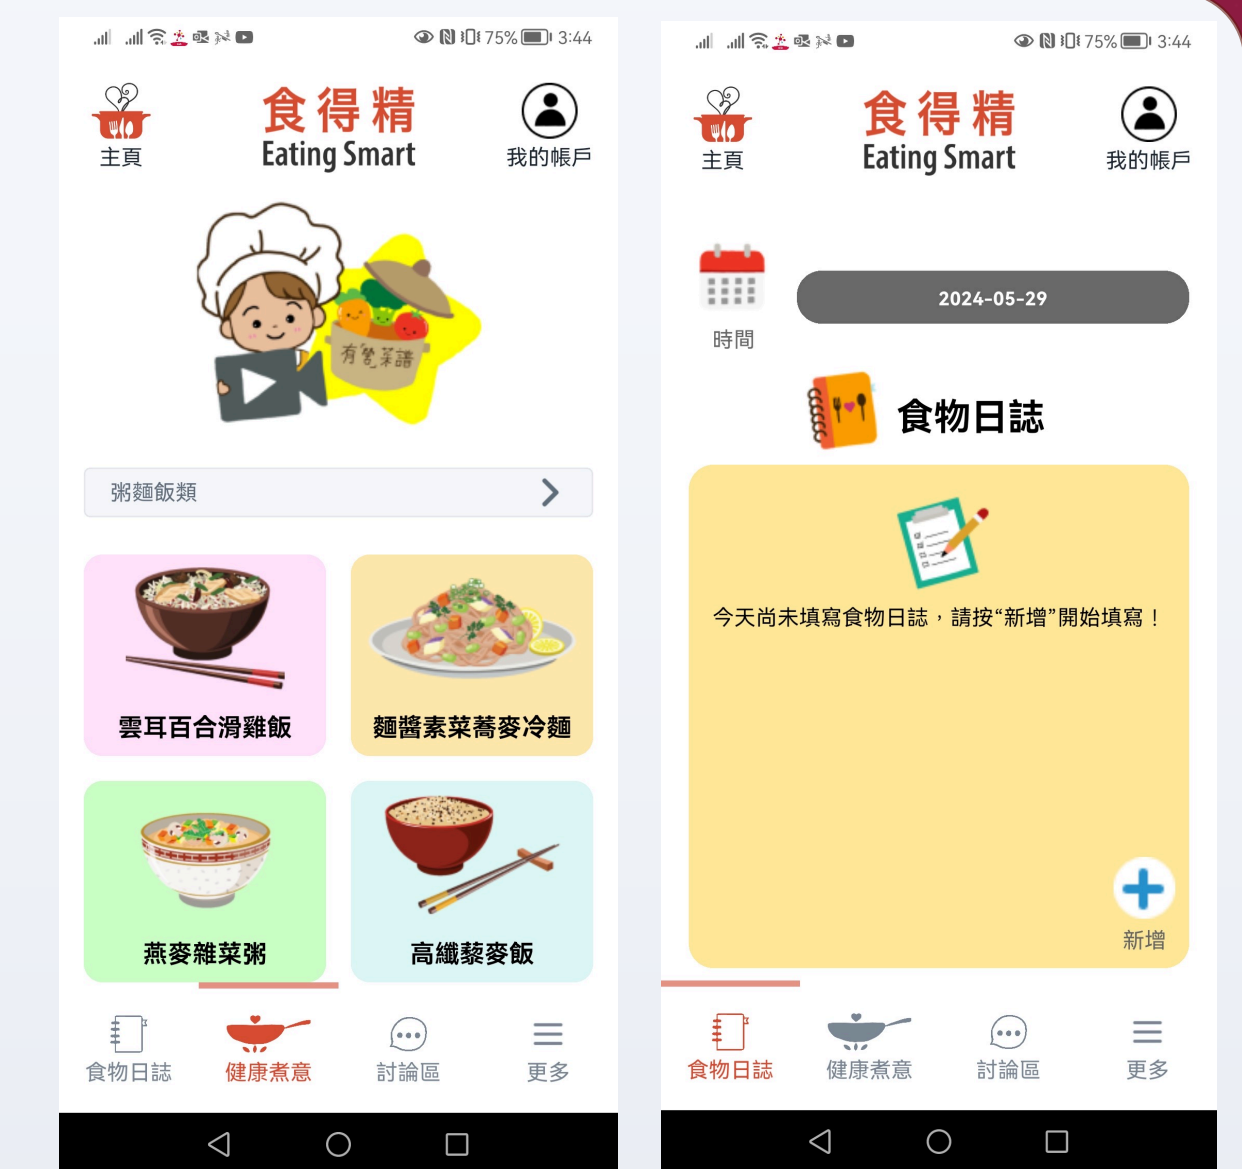 75% 3:44
主頁
食得精
Eating Smart
我的帳戶
有營菜譜
粥麵飯類
雲耳百合滑雞飯
麵醬素菜蕎麥冷麵
燕麥雜菜粥
高纖藜麥飯
食物日誌
健康煮意
討論區
更多
75% 3:44
主頁
食得精
Eating Smart
我的帳戶
時間
2024-05-29
食物日誌
今天尚未填寫食物日誌，請按“新增”開始填寫！
新增
食物日誌
健康煮意
討論區
更多